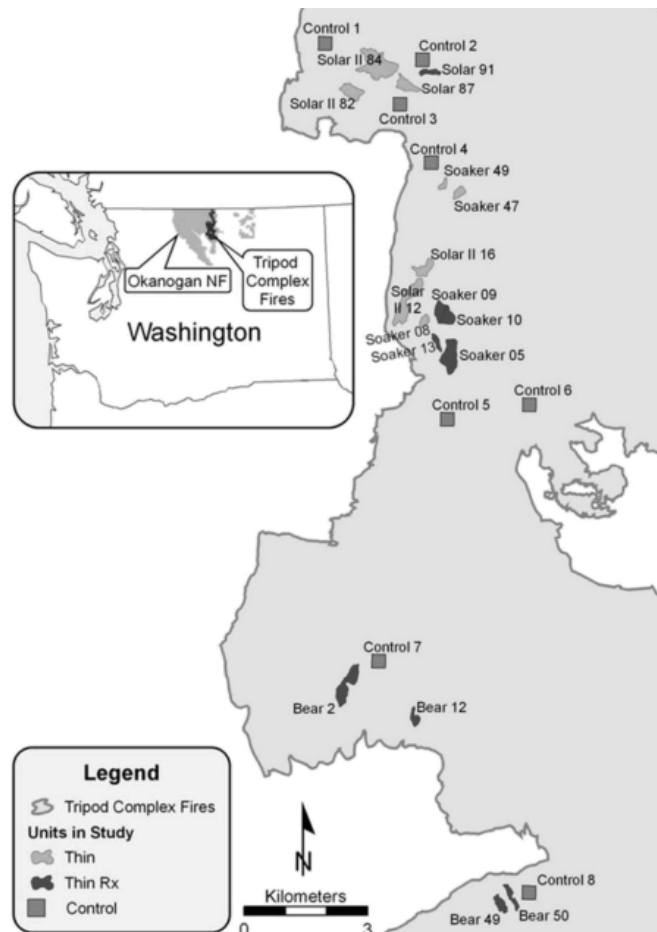 Control 1
Control 2
Solar II 84
Solar 91
Solar II 82
Solar 87
Control 3
Control 4
Soaker 49
Soaker 47
Solar II 16
Solar
II 12
Soaker 09
Soaker 10
Soaker 08
Soaker 13
Soaker 05
Control 6
Control 5
Okanogan NF
Tripod
Complex
Fires
Washington
Control 7
Bear 2
Bear 12
Legend
Tripod Complex Fires
Units in Study
Thin
Thin Rx
Control
N
Kilometers
0
3
Control 8
Bear 49
Bear 50